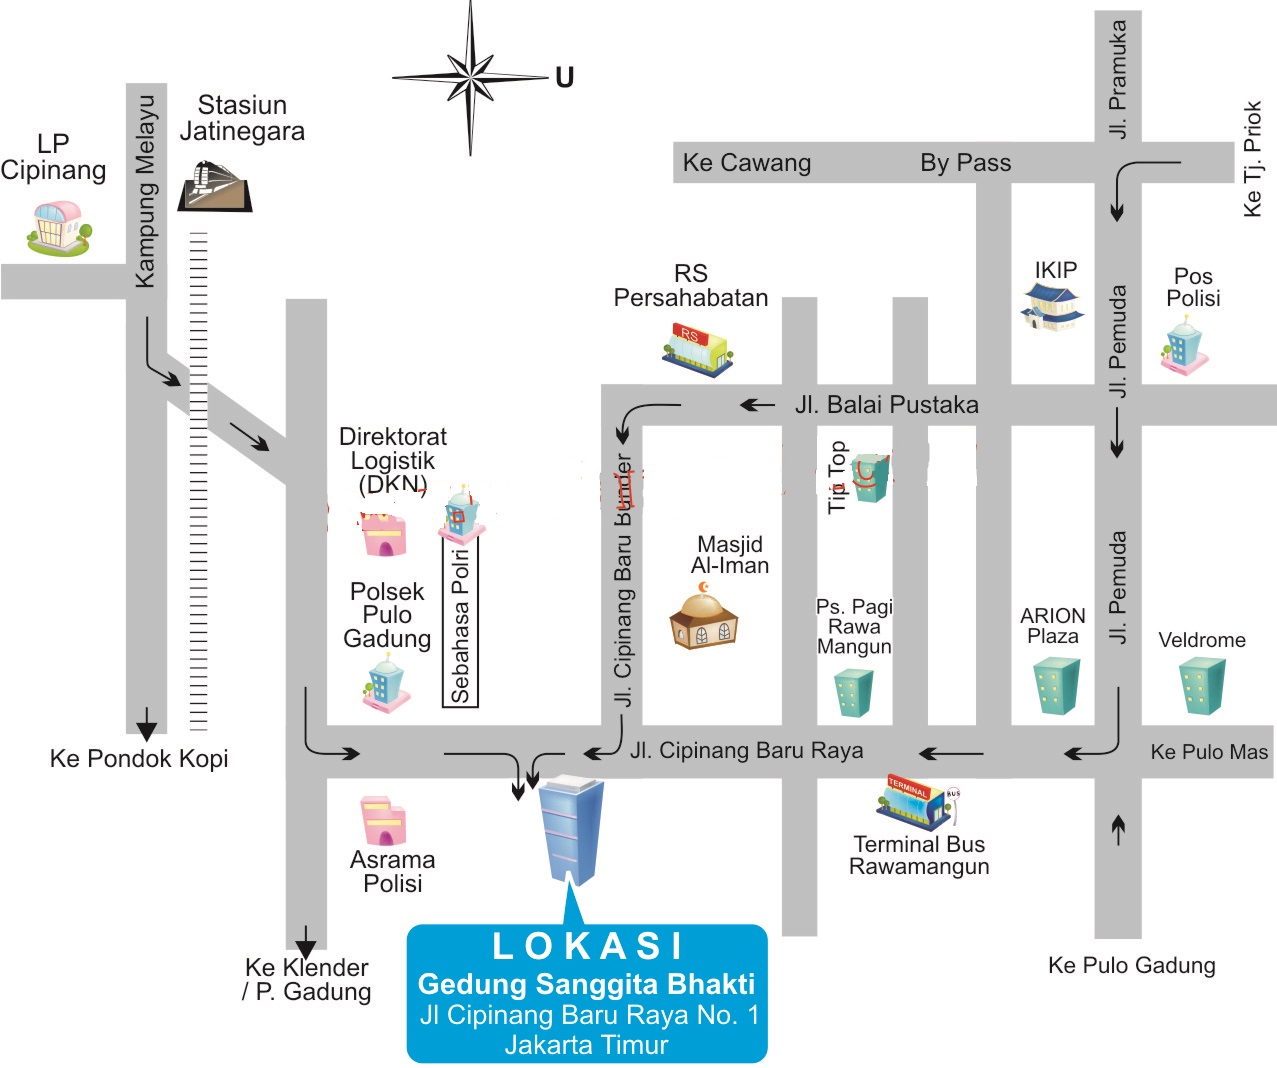 U
Jl. Pramuka
Stasiun
Jatinegara
Kampung Melayu
LP
Cipinang
Ke Cawang
By Pass
Ke Tj. Priok
RS
Persahabatan
RS
IKIP
Jl. Pemuda
Pos
Polisi
Jl. Balai Pustaka
Direktorat
Logistik
(DKN)
Tip Top
Jl. Cipinang Baru Bunder
Masjid
Al-Iman
Sebahasa Polri
Polsek
Pulo
Gadung
Ps. Pagi
Rawa
Mangun
ARION
Plaza
Jl. Pemuda
Veldrome
Ke Pondok Kopi
Jl. Cipinang Baru Raya
Ke Pulo Mas
TERMINAL
BUS
Asrama
Polisi
Terminal Bus
Rawamangun
Ke Klender
/ P. Gadung
Ke Pulo Gadung
LOKASI
Gedung Sanggita Bhakti
Jl Cipinang Baru Raya No. 1
Jakarta Timur